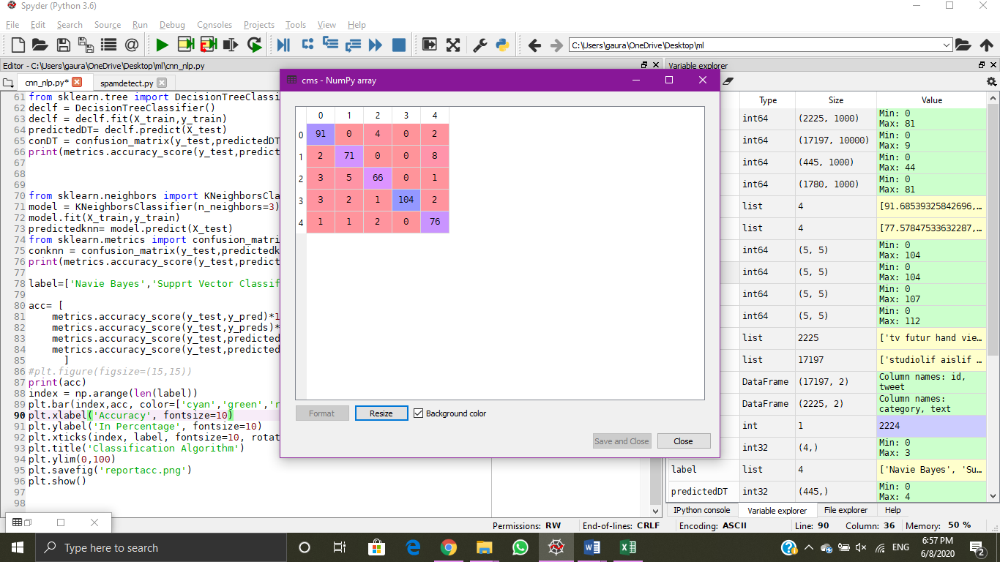 Spyder (Python 3.6)
File Edit Search Source Run Debug Consoles Projects Tools View Help
C:\Users\gaura\OneDrive\Desktop\ml
Editor - C:\Users\gaura\OneDrive\Desktop\ml\cnn_nlp.py
cnn_nlp.py*
spamdetect.py
61 from sklearn.tree import DecisionTreeClassi
62 declf = DecisionTreeClassifier()
63 declf = declf.fit(X_train,y_train)
64 predictedDT= declf.predict(X_test)
65 conDT = confusion_matrix(y_test,predictedDT
66 print(metrics.accuracy_score(y_test,predict
67
68
69
70 from sklearn.neighbors import KNeighborsCla
71 model = KNeighborsClassifier(n_neighbors=3)
72 model.fit(X_train,y_train)
73 predictedknn= model.predict(X_test)
74 from sklearn.metrics import confusion_matri
75 conknn = confusion_matrix(y_test,predictedk
76 print(metrics.accuracy_score(y_test,predict
77
78 label=['Navie Bayes','Supprt Vector Classif
79
80 acc= [
81 metrics.accuracy_score(y_test,y_pred)*1
82 metrics.accuracy_score(y_test,y_preds)*
83 metrics.accuracy_score(y_test,predicted
84 metrics.accuracy_score(y_test,predicted
85 ]
86 #plt.figure(figsize=(15,15))
87 print(acc)
88 index = np.arange(len(label))
89 plt.bar(index,acc, color=['cyan','green','r
90 plt.xlabel('Accuracy', fontsize=10)
91 plt.ylabel('In Percentage', fontsize=10)
92 plt.xticks(index, label, fontsize=10, rotat
93 plt.title('Classification Algorithm')
94 plt.ylim(0,100)
95 plt.savefig('reportacc.png')
96 plt.show()
97
98
cms - NumPy array
0 1 2 3 4
0 91 0 4 0 2
1 2 71 0 0 8
2 3 5 66 0 1
3 3 2 1 104 2
4 1 1 2 0 76
Format Resize Background color
Save and Close Close
Variable explorer
Type Size Value
int64 (2225, 1000) Min: 0
Max: 81
int64 (17197, 10000) Min: 0
Max: 9
int64 (445, 1000) Min: 0
Max: 44
int64 (1780, 1000) Min: 0
Max: 81
list 4 [91.68539325842696,…
list 4 [77.57847533632287,…
int64 (5, 5) Min: 0
Max: 104
int64 (5, 5) Min: 0
Max: 104
int64 (5, 5) Min: 0
Max: 107
int64 (5, 5) Min: 0
Max: 112
list 2225 ['tv futur hand vie…
list 17197 ['studiolif aislif …
DataFrame (17197, 2) Column names: id,
tweet
DataFrame (2225, 2) Column names:
category, text
int 1 2224
int32 (4,) Min: 0
Max: 3
label list 4 ['Navie Bayes', 'Su…
predictedDT int32 (445,) Min: 0
Max: 4
IPython console Variable explorer File explorer Help
Permissions: RW End-of-lines: CRLF Encoding: ASCII Line: 90 Column: 36 Memory: 50 %
Type here to search
ENG
6:57 PM
6/8/2020
2